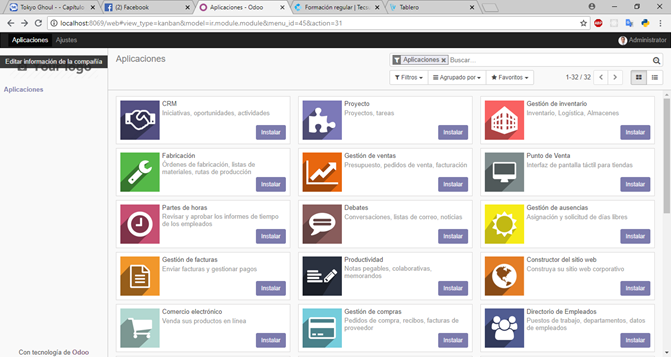 Tokyo Ghoul - - Capítulo
(2) Facebook
Aplicaciones - Odoo
Formación regular | Tecs
Tablero
localhost:8069/web#view_type=kanban&model=ir.module.module&menu_id=45&action=31
Aplicaciones Ajustes
Administrator
Editar información de la compañía
Aplicaciones
Aplicaciones
Aplicaciones
Buscar...
Filtros
Agrupado por
Favoritos
1-32 / 32
CRM
Iniciativas, oportunidades, actividades
Instalar
Proyecto
Proyectos, tareas
Instalar
Gestión de inventario
Inventario, Logística, Almacenes
Instalar
Fabricación
Órdenes de fabricación, listas de
materiales, rutas de producción
Instalar
Gestión de ventas
Presupuesto, pedidos de venta, facturación
Instalar
Punto de Venta
Interfaz de pantalla táctil para tiendas
Instalar
Partes de horas
Revisar y aprobar los informes de tiempo
de los empleados
Instalar
Debates
Conversaciones, listas de correo, noticias
Instalar
Gestión de ausencias
Asignación y solicitud de días libres
Instalar
Gestión de facturas
Enviar facturas y gestionar pagos
Instalar
Productividad
Notas pegables, colaborativas,
memorandos
Instalar
Constructor del sitio web
Construya su sitio web corporativo
Instalar
Comercio electrónico
Venda sus productos en línea
Instalar
Gestión de compras
Pedidos de compra, recibos, facturas de
proveedor
Instalar
Directorio de Empleados
Puestos de trabajo, departamentos, datos
de empleados
Instalar
Con tecnología de Odoo